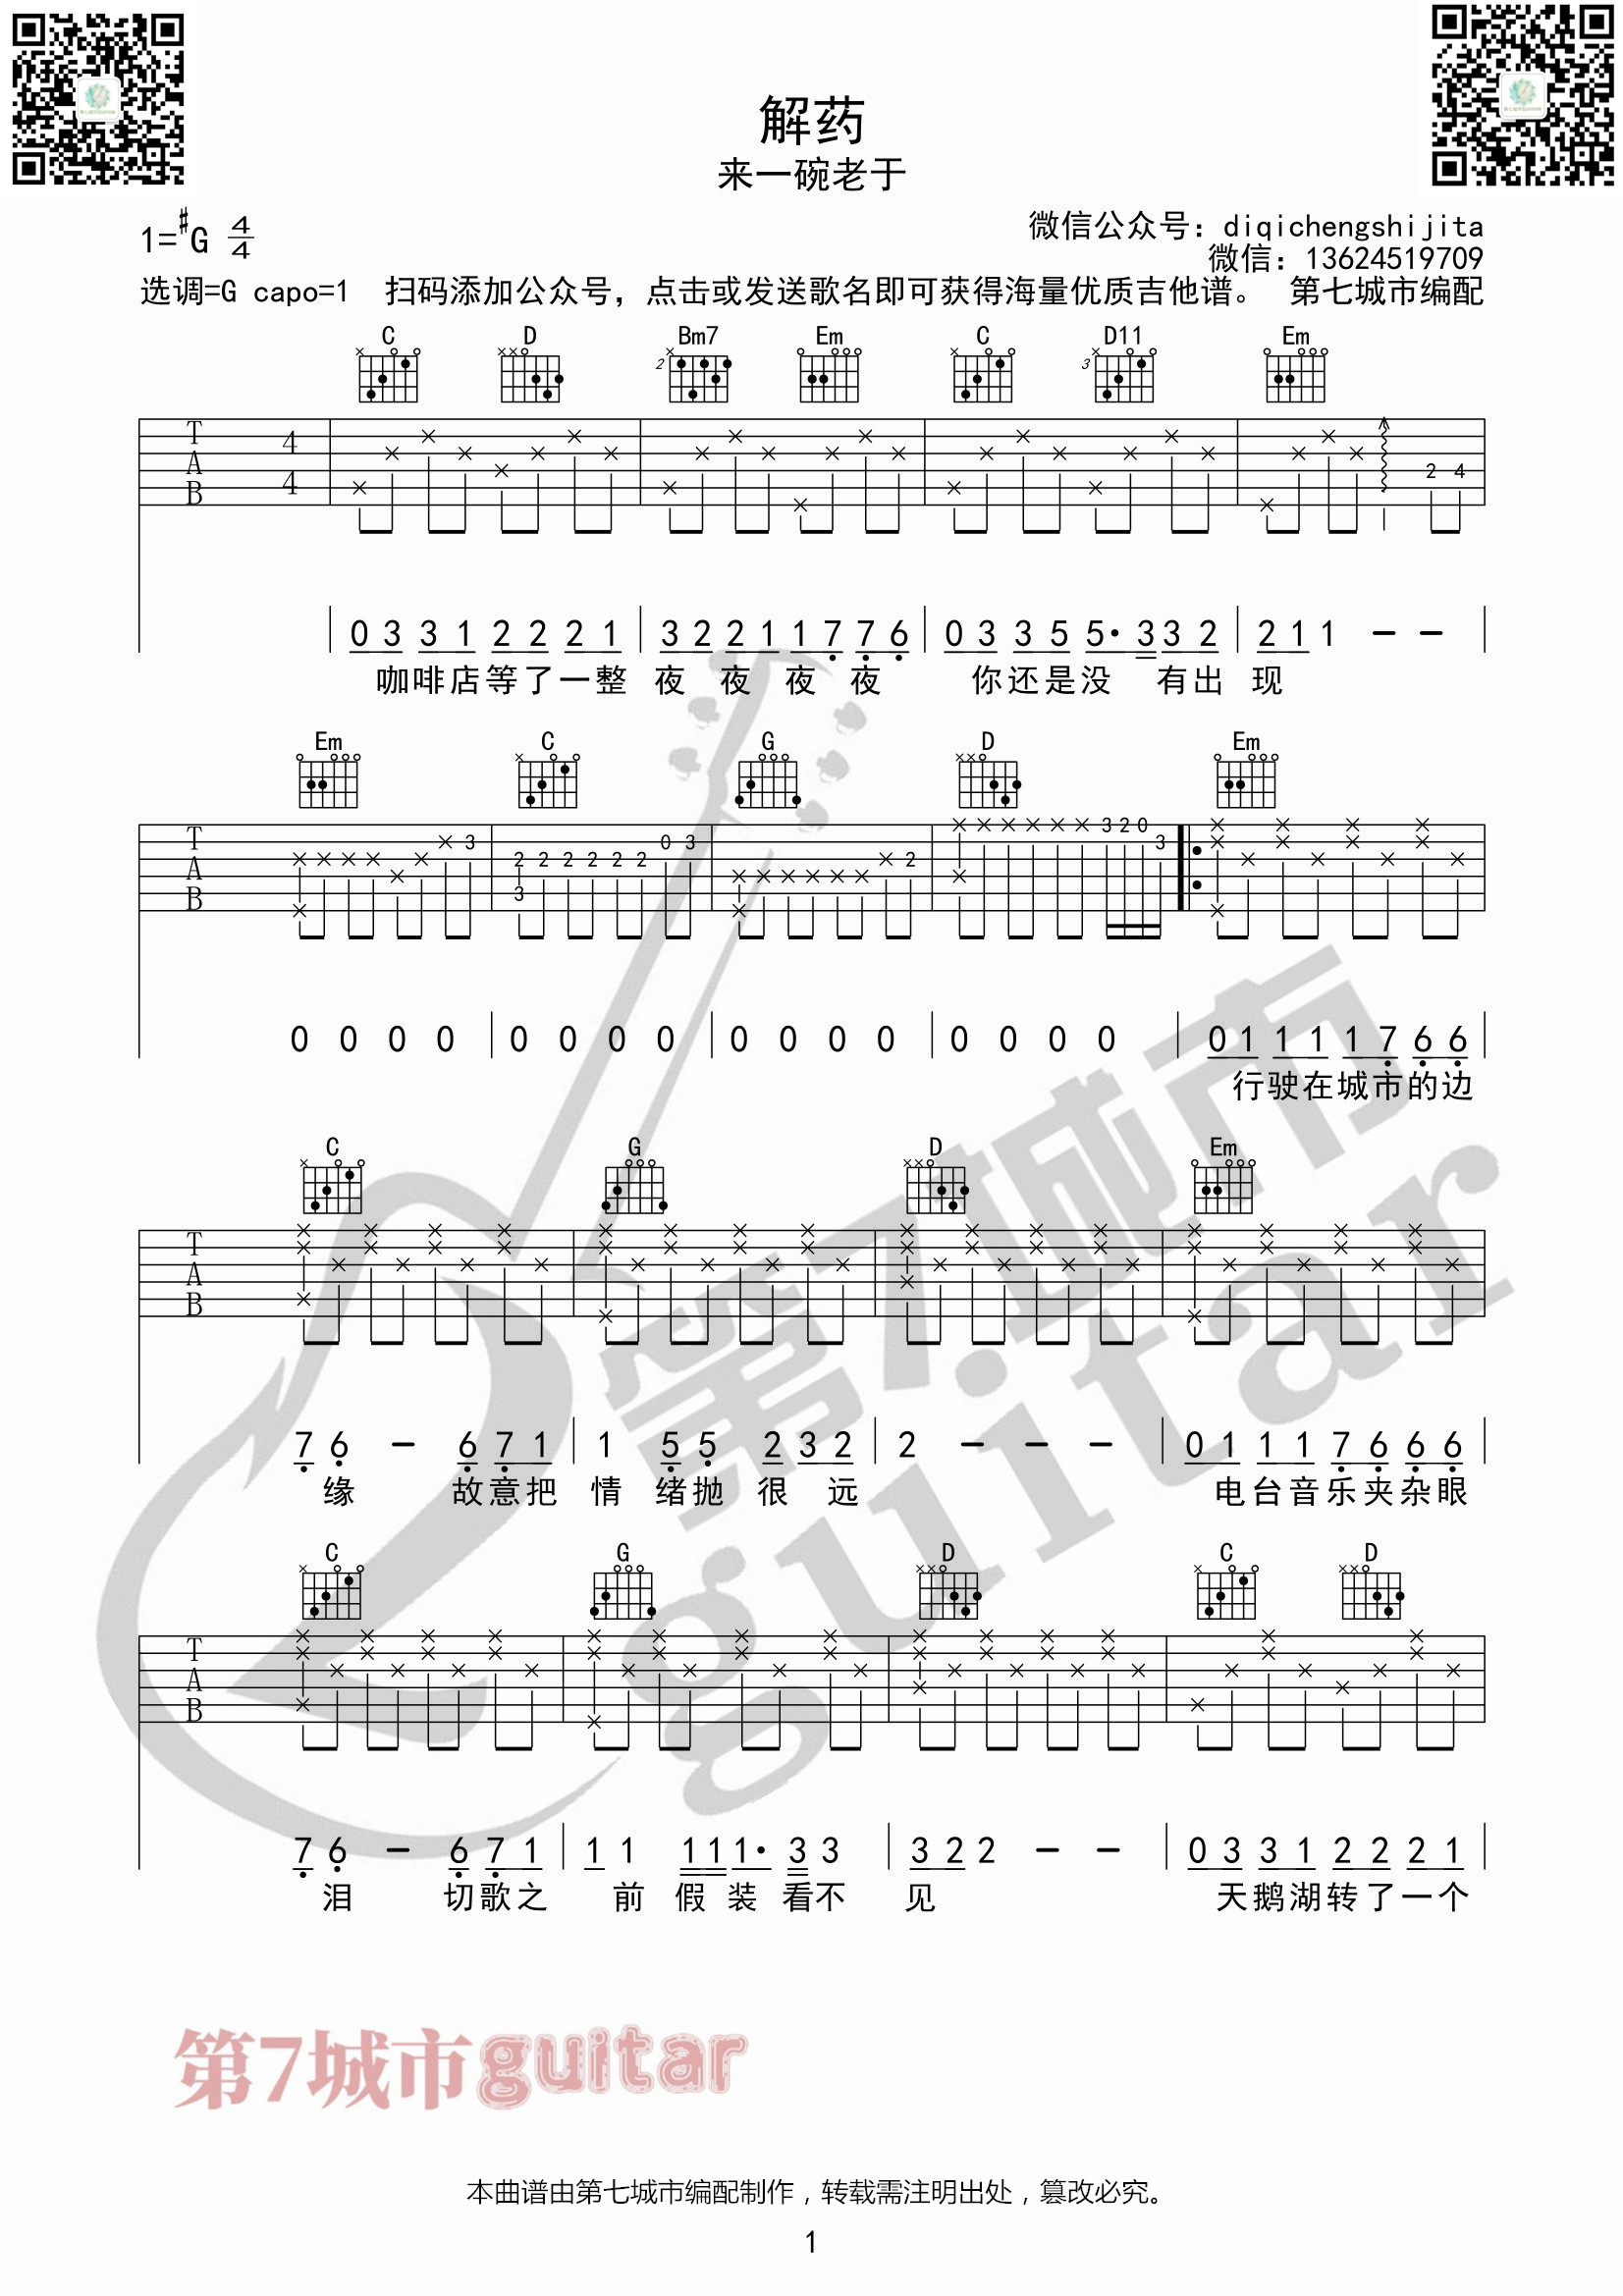 解药
来一碗老于
1=#G 4/4
微信公众号: diqichengshijita
微信: 13624519709
选调=G capo=1 扫码添加公众号，点击或发送歌名即可获得海量优质吉他谱。 第七城市编配
C D Bm7 Em C D11 Em
2 3
T A B 4 4 2 4
0 3 3 1 2 2 2 1 3 2 2 1 1 7 7 6 0 3 3 5 5· 3 3 2 2 1 1 - -
咖啡店等了一整 夜 夜 夜 夜 你还是没 有出 现
Em C G D Em
T A B 3 2 3 2 2 2 2 2 0 3 2 3 2 0 3
0 0 0 0 0 0 0 0 0 0 0 0 0 0 0 0 0 1 1 1 1 7 6 6
行驶在城市的边
C G D Em
T A B
7 6 - 6 7 1 1 5 5 2 3 2 2 - - - 0 1 1 1 7 6 6 6
缘 故意把 情 绪抛 很 远 电台音乐夹杂眼
C G D C D
T A B
7 6 - 6 7 1 1 1 1 1 1· 3 3 3 2 2 - - 0 3 3 1 2 2 2 1
泪 切歌之 前 假 装 看不 见 天鹅湖转了一个
第7城市guitar
第7城市guitar
本曲谱由第七城市编配制作，转载需注明出处，篡改必究。
1